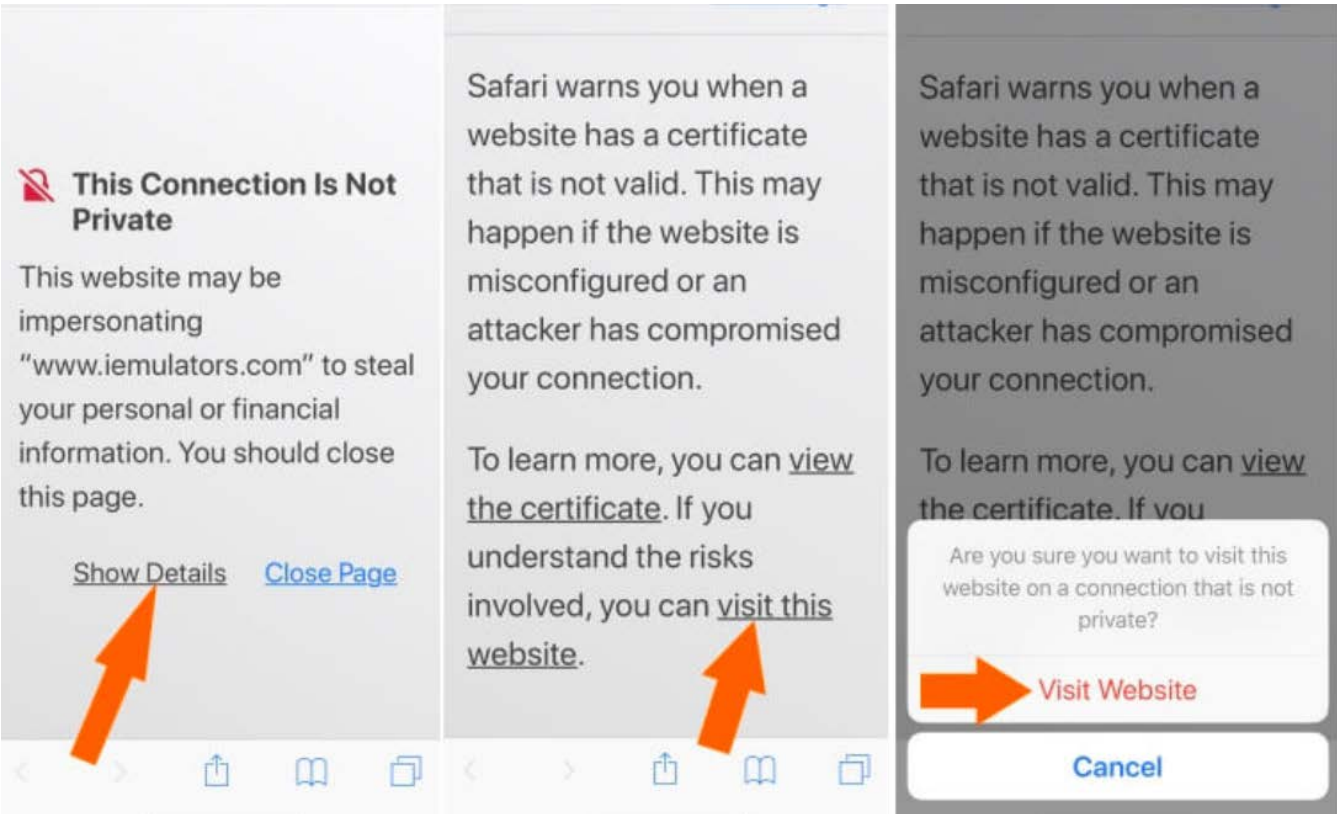 This Connection Is Not
Private
This website may be
impersonating
“www.iemulators.com” to steal
your personal or financial
information. You should close
this page.
Show Details
Close Page
Safari warns you when a
website has a certificate
that is not valid. This may
happen if the website is
misconfigured or an
attacker has compromised
your connection.
To learn more, you can view
the certificate. If you
understand the risks
involved, you can visit this
website.
Safari warns you when a
website has a certificate
that is not valid. This may
happen if the website is
misconfigured or an
attacker has compromised
your connection.
To learn more, you can view
the certificate. If you
Are you sure you want to visit this
website on a connection that is not
private?
Visit Website
Cancel